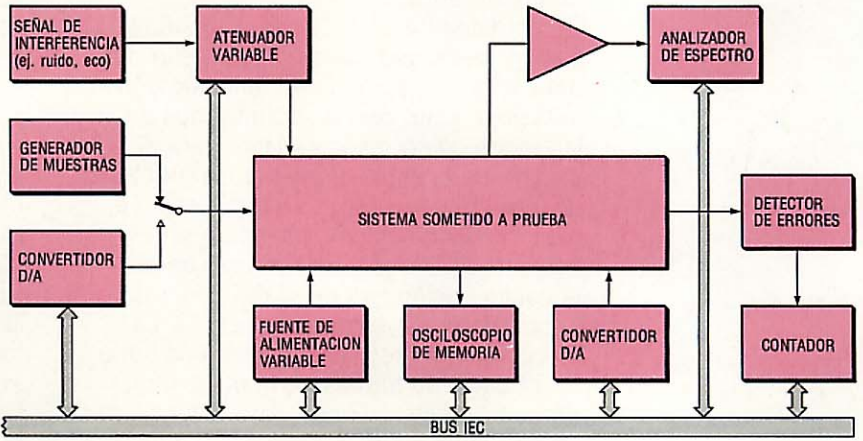 SEÑAL DE
INTERFERENCIA
(ej. ruido, eco)
ATENUADOR
VARIABLE
ANALIZADOR
DE ESPECTRO
GENERADOR
DE MUESTRAS
CONVERTIDOR
D/A
SISTEMA SOMETIDO A PRUEBA
DETECTOR
DE ERRORES
FUENTE DE
ALIMENTACION
VARIABLE
OSCILOSCOPIO
DE MEMORIA
CONVERTIDOR
D/A
CONTADOR
BUS IEC